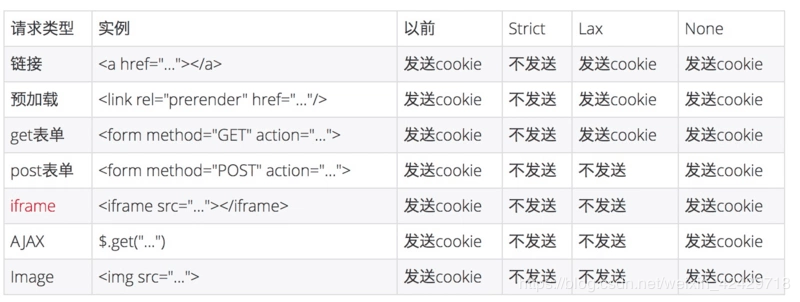 请求类型 实例 以前 Strict Lax None
链接 <a href="..."></a> 发送cookie 不发送 发送cookie 发送cookie
预加载 <link rel="prerender" href="..."/> 发送cookie 不发送 发送cookie 发送cookie
get表单 <form method="GET" action="..."> 发送cookie 不发送 发送cookie 发送cookie
post表单 <form method="POST" action="..."> 发送cookie 不发送 不发送 发送cookie
iframe <iframe src="..."></iframe> 发送cookie 不发送 不发送 发送cookie
AJAX $.get("...") 发送cookie 不发送 不发送 发送cookie
Image <img src="..."> 发送cookie 不发送 不发送 发送cookie
https://blog.csdn.net/weixin_42429718